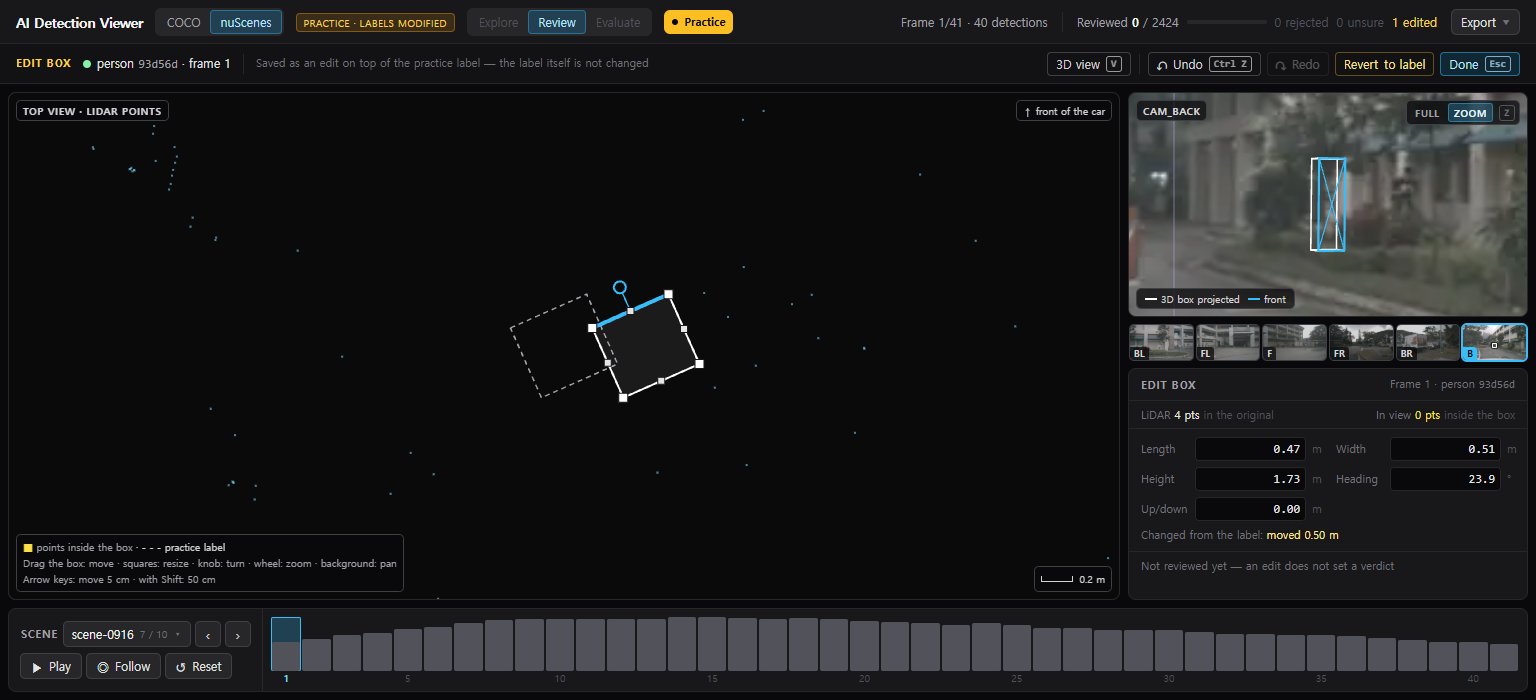 AI Detection Viewer COCO nuScenes PRACTICE · LABELS MODIFIED Explore Review Evaluate Practice Frame 1/41 · 40 detections Reviewed 0 / 2424 0 rejected 0 unsure 1 edited Export
EDIT BOX person 93d56d · frame 1 Saved as an edit on top of the practice label — the label itself is not changed 3D view V Undo Ctrl Z Redo Revert to label Done Esc
TOP VIEW · LIDAR POINTS
↑ front of the car
points inside the box · - - - practice label
Drag the box: move · squares: resize · knob: turn · wheel: zoom · background: pan
Arrow keys: move 5 cm · with Shift: 50 cm
0.2 m
CAM_BACK FULL ZOOM Z
3D box projected front
BL FL F FR BR B
EDIT BOX Frame 1 · person 93d56d
LiDAR 4 pts in the original In view 0 pts inside the box
Length 0.47 m Width 0.51 m
Height 1.73 m Heading 23.9 °
Up/down 0.00 m
Changed from the label: moved 0.50 m
Not reviewed yet — an edit does not set a verdict
SCENE scene-0916 7 / 10 ‹ ›
Play Follow Reset
1 5 10 15 20 25 30 35 40